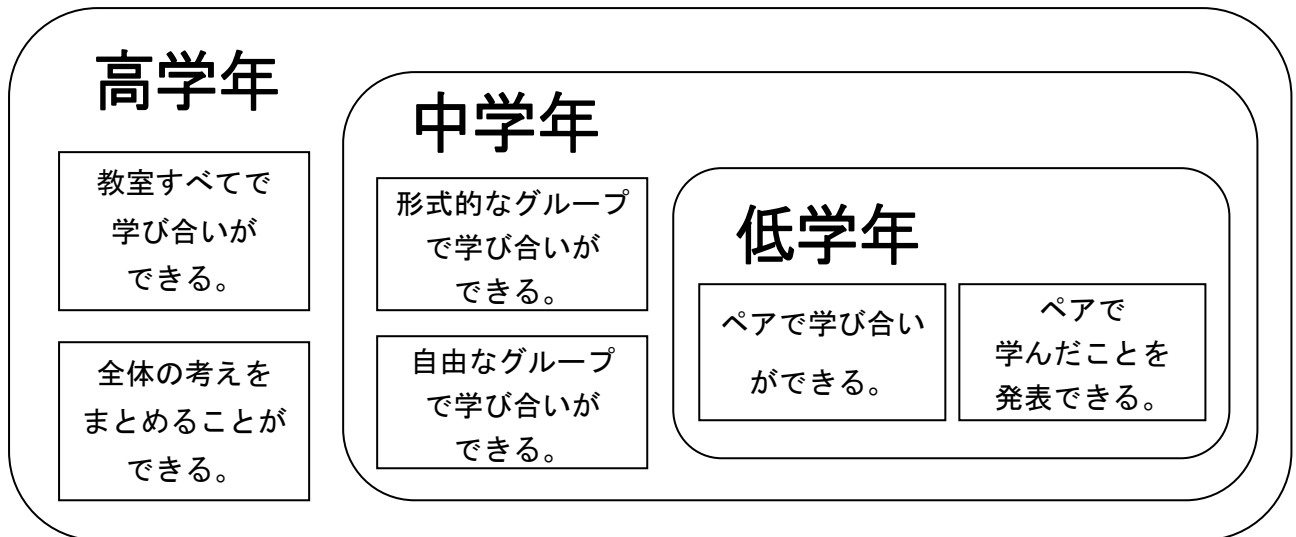 高学年
教室すべてで
学び合いが
できる。
全体の考えを
まとめることが
できる。
中学年
形式的なグループ
で学び合いが
できる。
自由なグループ
で学び合いが
できる。
低学年
ペアで学び合い
ができる。
ペアで
学んだことを
発表できる。